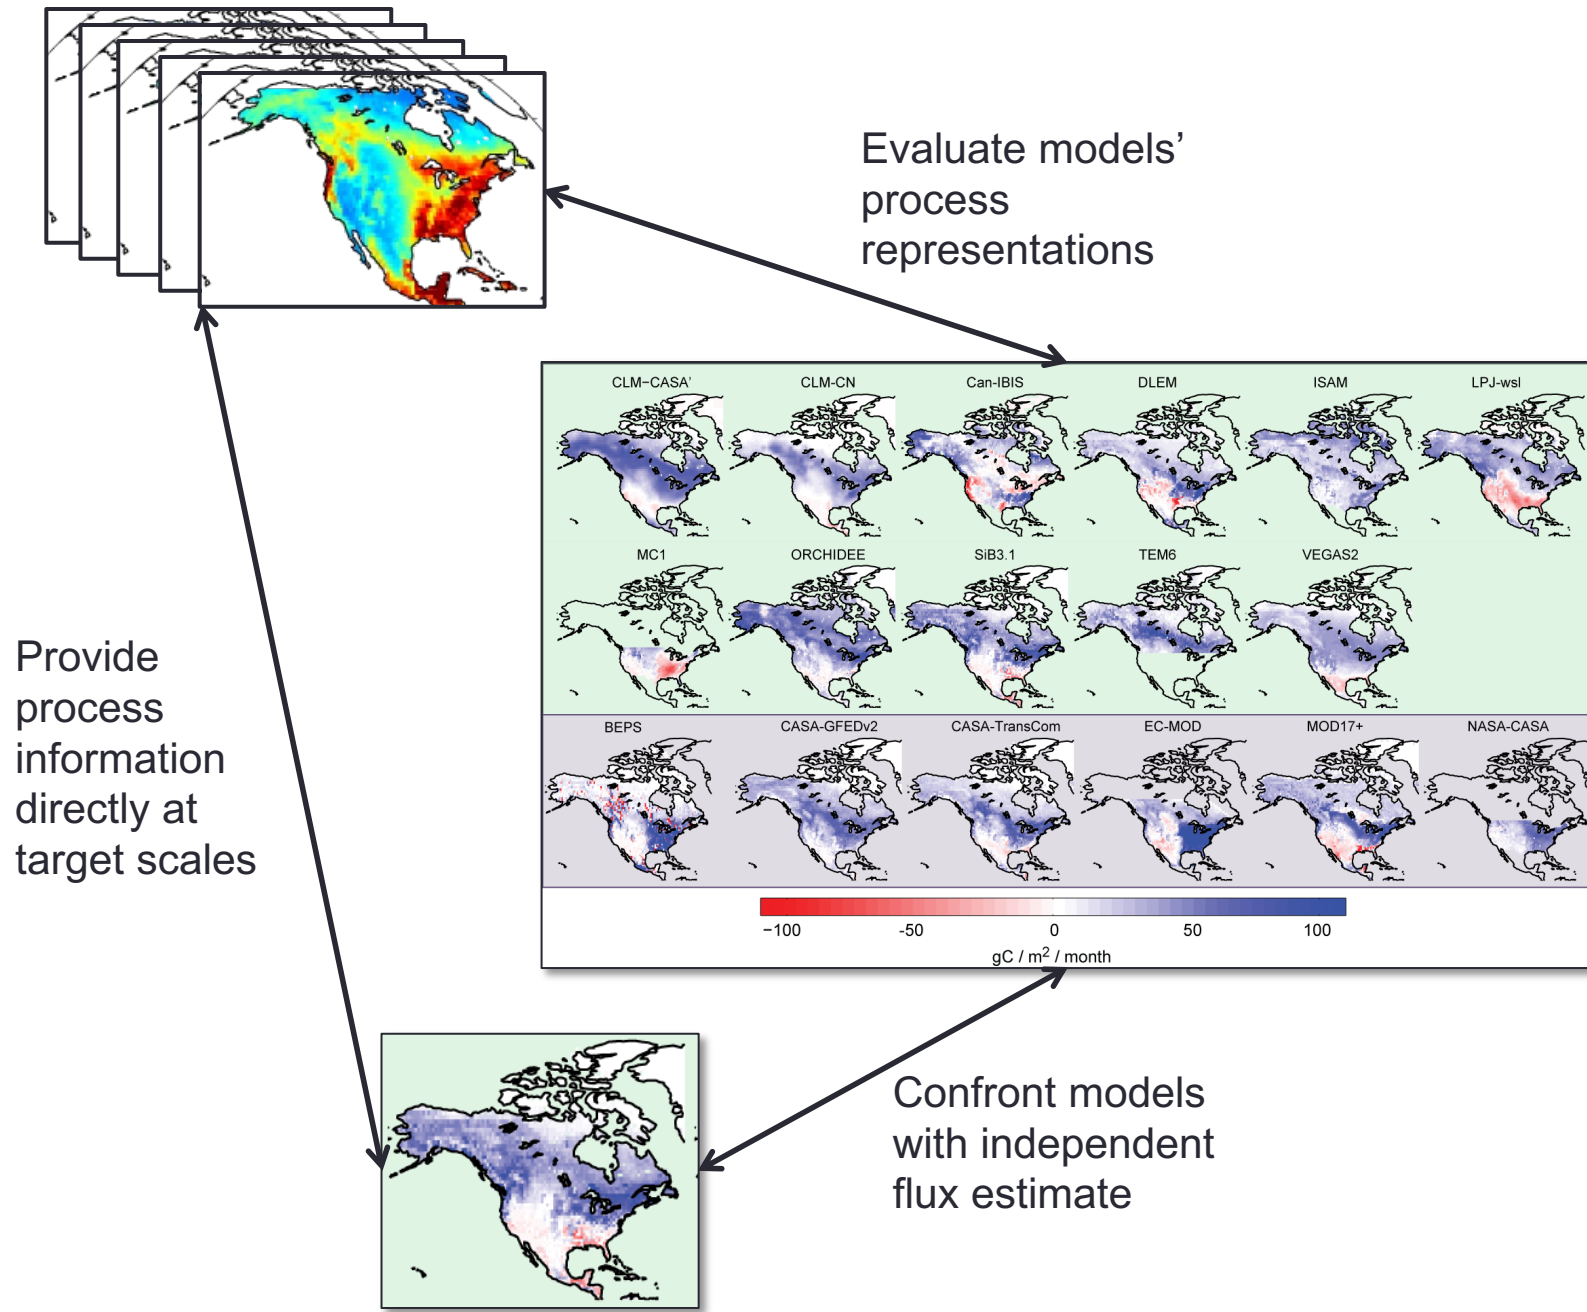 Evaluate models’
process
representations
CLM−CASA’ CLM-CN Can-IBIS DLEM ISAM LPJ-wsl
MC1 ORCHIDEE SiB3.1 TEM6 VEGAS2
BEPS CASA-GFEDv2 CASA-TransCom EC-MOD MOD17+ NASA-CASA
−100 -50 0 50 100
gC / m² / month
Provide
process
information
directly at
target scales
Confront models
with independent
flux estimate